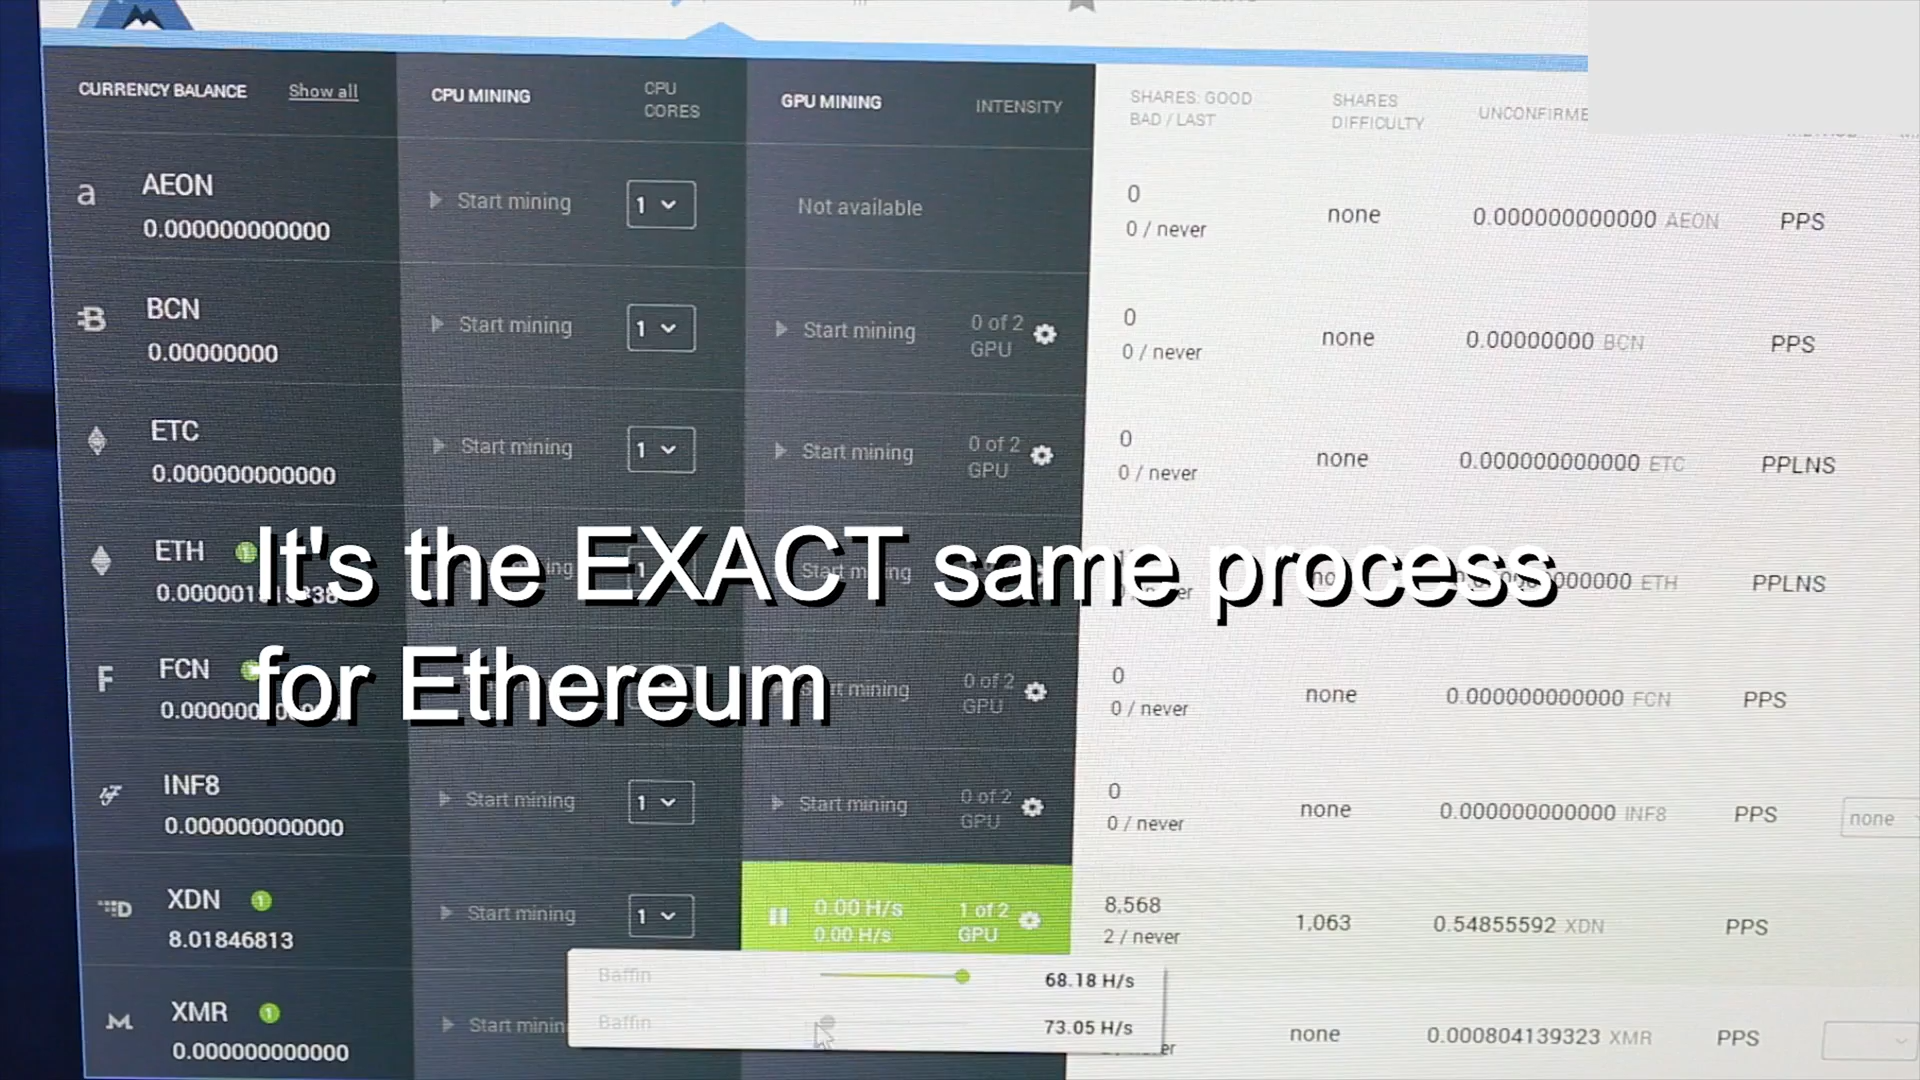 CURRENCY BALANCE Show all CPU MINING CPU CORES GPU MINING INTENSITY SHARES: GOOD BAD / LAST SHARES DIFFICULTY
AEON 0.000000000000 Start mining 1 Not available 0 0 / never none 0.000000000000 AEON PPS
BCN 0.00000000 Start mining 1 Start mining 0 of 2 GPU 0 0 / never none 0.00000000 BCN PPS
ETC 0.000000000000 Start mining 1 Start mining 0 of 2 GPU 0 0 / never none 0.000000000000 ETC PPLNS
ETH ETH PPLNS
It's the EXACT same process
for Ethereum
FCN mining 0 of 2 GPU 0 0 / never none 0.000000000000 FCN PPS
INF8 0.000000000000 Start mining 1 Start mining 0 of 2 GPU 0 0 / never none 0.000000000000 INF8 PPS none
XDN 1 8.01846813 Start mining 1 0.00 H/s 0.00 H/s 1 of 2 GPU 8,568 2 / never 1,063 0.54855592 XDN PPS
Baffin 68.18 H/s
Baffin 73.05 H/s
XMR 1 0.000000000000 Start none 0.000804139323 XMR PPS